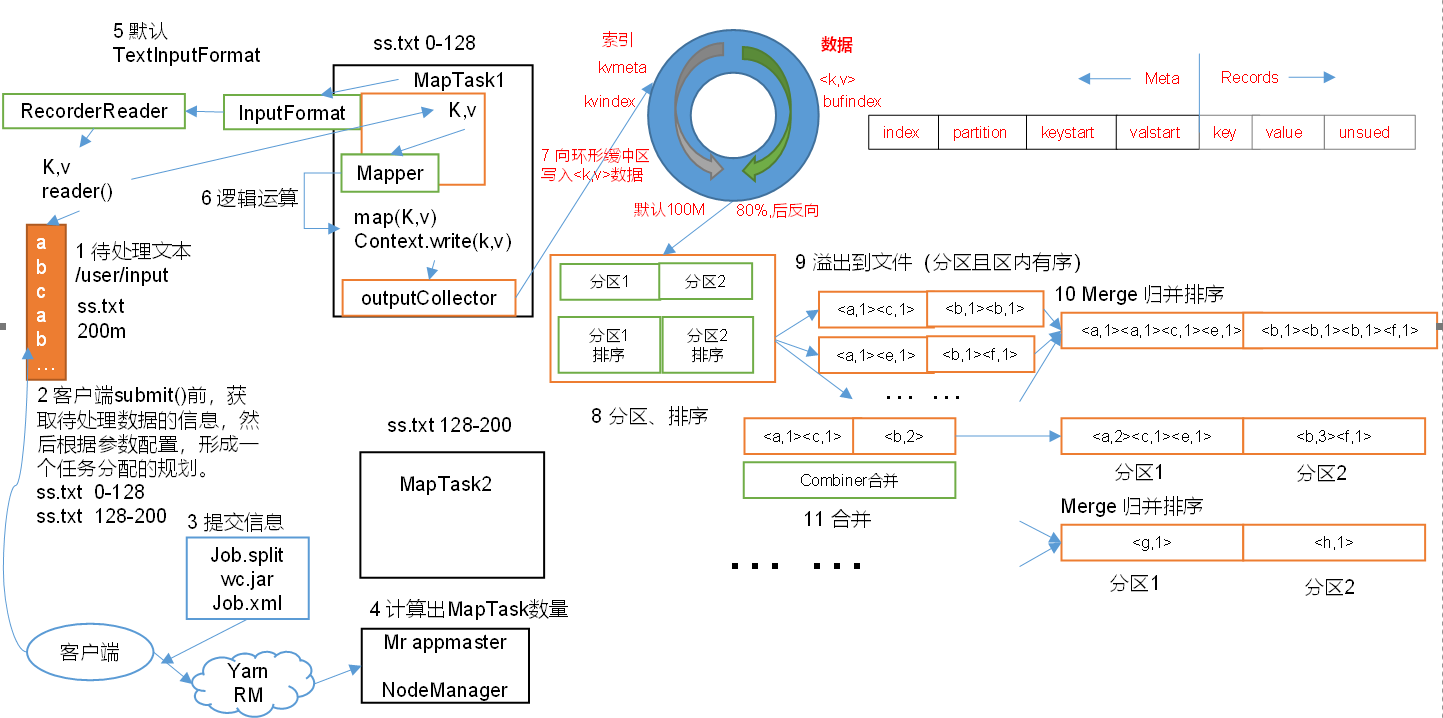 5 默认
TextInputFormat
RecorderReader
InputFormat
K,v
reader()
a
b
c
a
b
...
1 待处理文本
/user/input
ss.txt
200m
2 客户端submit()前，获
取待处理数据的信息，然
后根据参数配置，形成一
个任务分配的规划。
ss.txt 0-128
ss.txt 128-200
3 提交信息
Job.split
wc.jar
Job.xml
客户端
Yarn
RM
4 计算出MapTask数量
Mr appmaster
NodeManager
ss.txt 0-128
MapTask1
K,v
Mapper
6 逻辑运算
map(K,v)
Context.write(k,v)
outputCollector
ss.txt 128-200
MapTask2
索引
kvmeta
kvindex
数据
<k,v>
bufindex
7 向环形缓中区
写入<k,v>数据
默认100M
80%,后反向
Meta
Records
index
partition
keystart
valstart
key
value
unsued
分区1
分区2
分区1
排序
分区2
排序
8 分区、排序
9 溢出到文件（分区且区内有序）
<a,1><c,1>
<b,1><b,1>
<a,1><e,1>
<b,1><f,1>
... ...
10 Merge 归并排序
<a,1><a,1><c,1><e,1>
<b,1><b,1><b,1><f,1>
<a,1><c,1>
<b,2>
Combiner合并
11 合并
<a,2><c,1><e,1>
<b,3><f,1>
分区1
分区2
Merge 归并排序
<g,1>
<h,1>
分区1
分区2
... ...